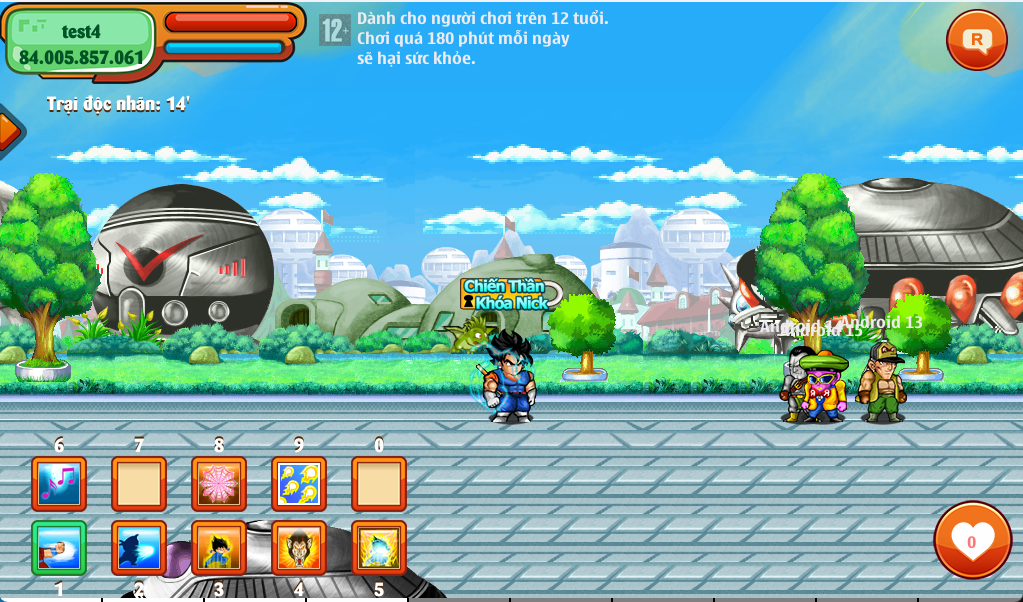 test4
84.005.857.061
12+
Dành cho người chơi trên 12 tuổi.
Chơi quá 180 phút mỗi ngày
sẽ hại sức khỏe.
R
Trại độc nhãn: 14'
Chiến Thần
Khóa Nick
Android 13
6
7
8
9
0
1
2
3
4
5
0